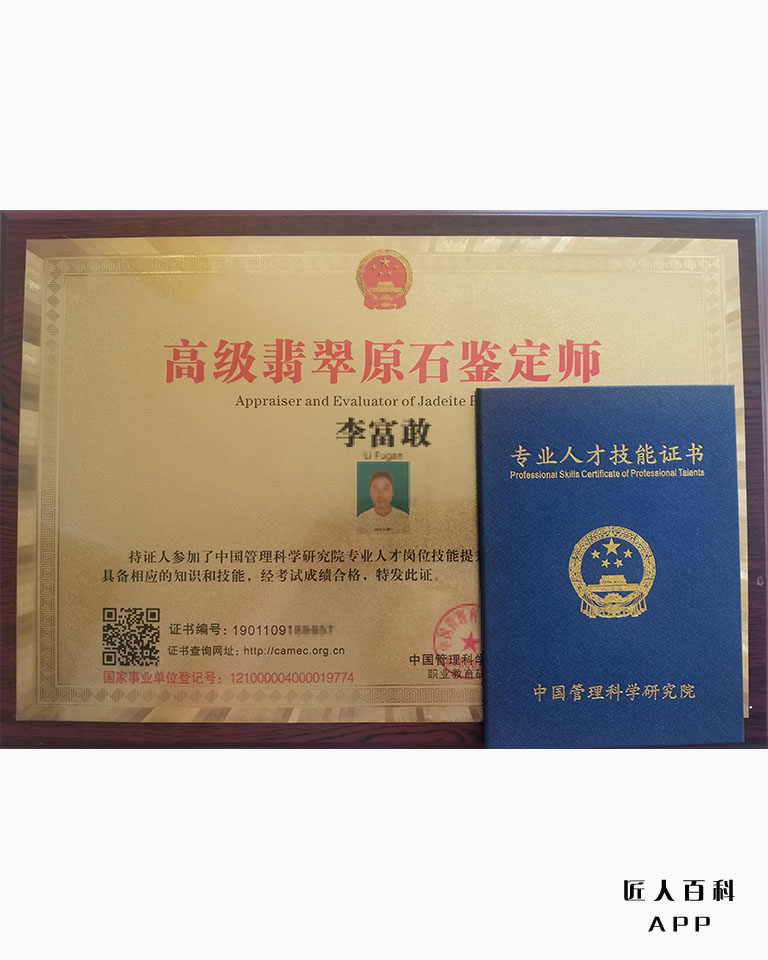 高级翡翠原石鉴定师
Appraiser and Evaluator of Jadeite
李富敢
Li Fugan
持证人参加了中国管理科学研究院专业人才岗位技能提
具备相应的知识和技能，经考试成绩合格，特发此证。
证书编号：1901109
证书查询网址：http://camec.org.cn
国家事业单位登记号：121000004000019774
中国管理科学
职业教育研
专业人才技能证书
Professional Skills Certificate of Professional Talents
中国管理科学研究院
匠人百科
APP